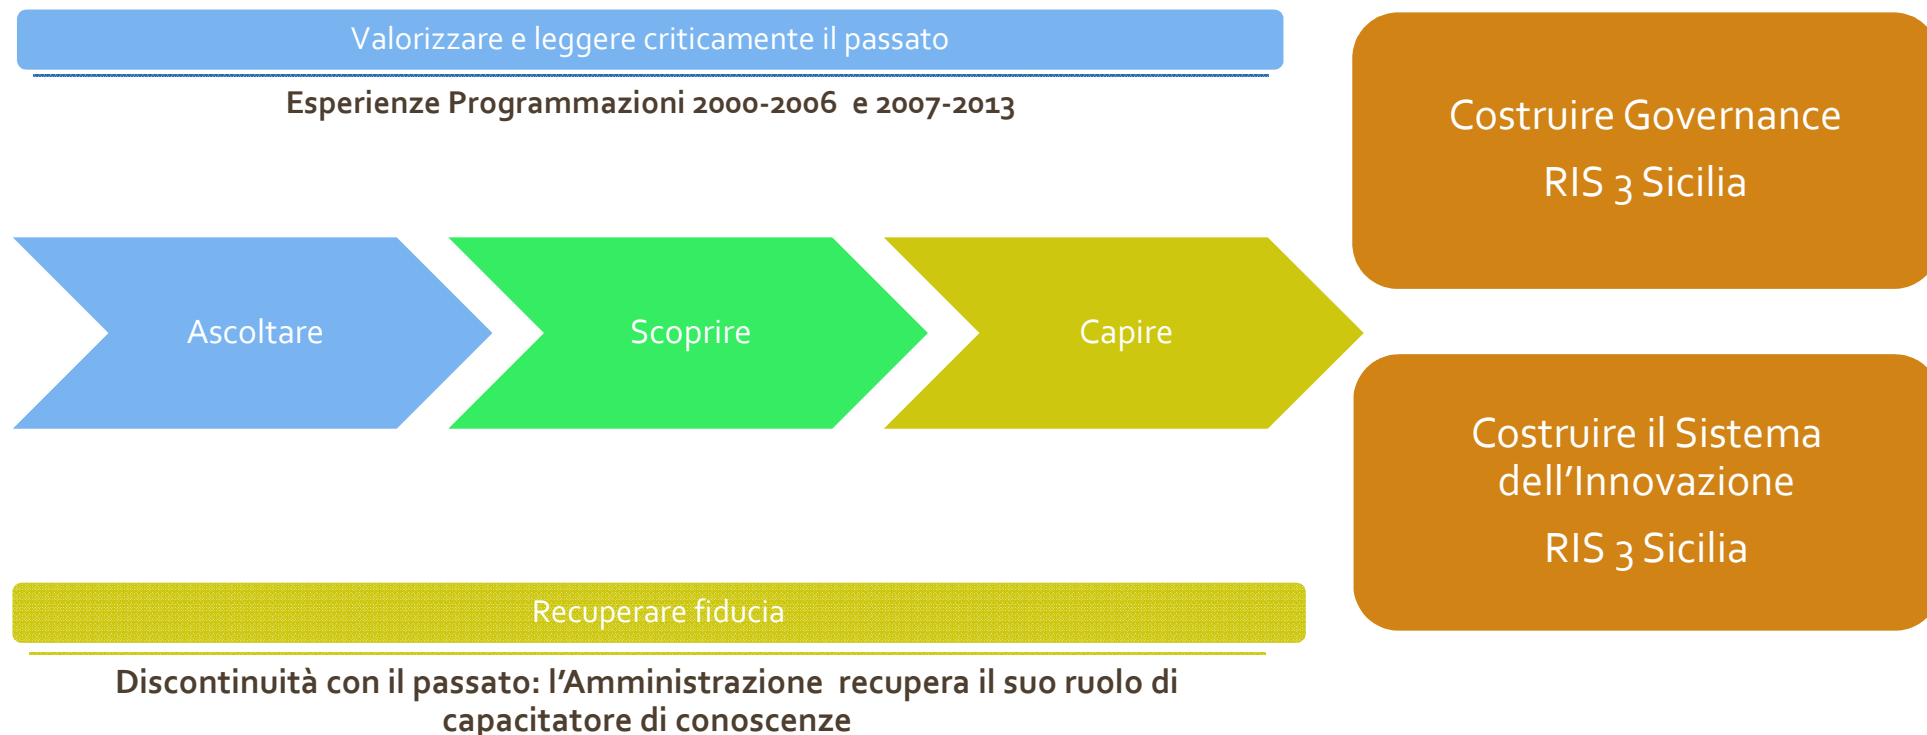 Valorizzare e leggere criticamente il passato
Esperienze Programmazioni 2000-2006 e 2007-2013
Costruire Governance
RIS 3 Sicilia
Ascoltare
Scoprire
Capire
Costruire il Sistema
dell’Innovazione
RIS 3 Sicilia
Recuperare fiducia
Discontinuità con il passato: l’Amministrazione recupera il suo ruolo di
capacitatore di conoscenze